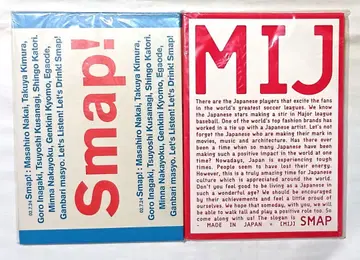 Smap!
02.7.24 Smap! : Masahiro Nakai, Takuya Kimura,
Goro Inagaki, Tsuyoshi Kusanagi, Shingo Katori.
Minna Nakayoku, Genkini Kyomo, Egaode,
Ganbari masyo. Let's Listen! Let's Drink! Smap!
02.7.24 Smap! : Masahiro Nakai, Takuya Kimura,
Goro Inagaki, Tsuyoshi Kusanagi, Shingo Katori.
Minna Nakayoku, Genkini Kyomo, Egaode,
Ganbari masyo. Let's Listen! Let's Drink! Smap!
MIJ
There are the Japanese players that excite the fans
in the world's greatest soccer leagues. We know
the Japanese stars making a stir in Major league
baseball. One of the world's top fashion brands has
worked in a tie up with a Japanese artist. Let's not
forget the Japanese who are making their mark in
movies, music and architecture. Has there ever
been a time when so many Japanese have been
making such a positive impact in the world at one
time? Nowadays, Japan is experiencing tough
times. People seem to have lost their energy.
However, this is a truly amazing time for Japanese
culture which is appreciated around the world.
Don't you feel good to be living as a Japanese in
such a wonderful age? We should be encouraged
by their achievements and feel a little proud of
ourselves. We hope that someday, with you, we will
be able to walk tall and play a positive role too. So
come along with us! The slogan is
- MADE IN JAPAN = [MIJ] SMAP